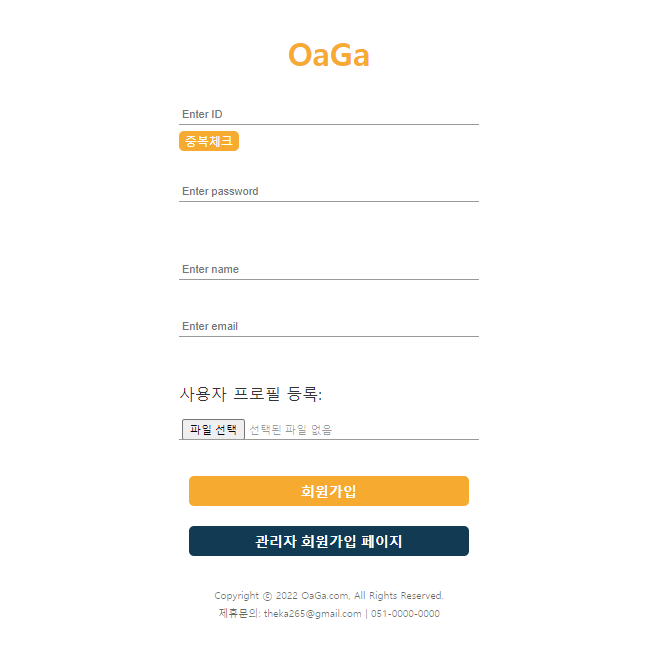 OaGa
Enter ID
중복체크
Enter password
Enter name
Enter email
사용자 프로필 등록:
파일 선택 선택된 파일 없음
회원가입
관리자 회원가입 페이지
Copyright ⓒ 2022 OaGa.com, All Rights Reserved.
제휴문의: theka265@gmail.com | 051-0000-0000